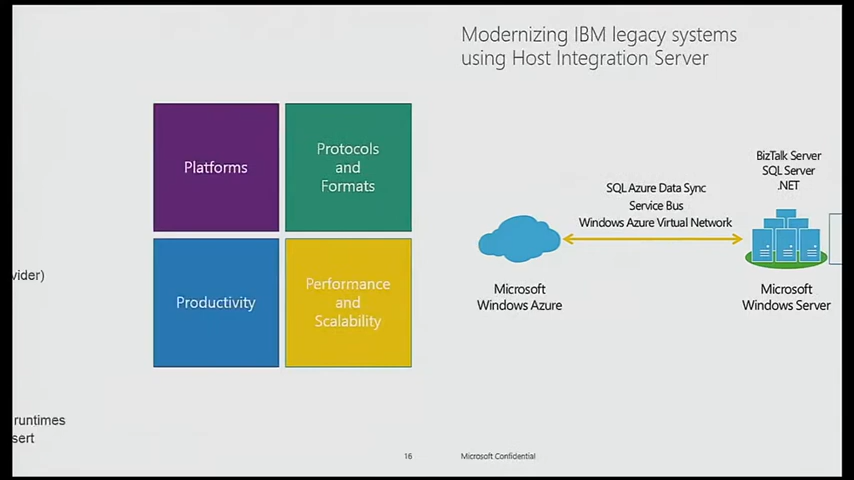 vider)
runtimes
sert
Platforms
Protocols
and
Formats
Productivity
Performance
and
Scalability
16
Modernizing IBM legacy systems
using Host Integration Server
SQL Azure Data Sync
Service Bus
Windows Azure Virtual Network
Microsoft
Windows Azure
BizTalk Server
SQL Server
.NET
Microsoft
Windows Server
Microsoft Confidential